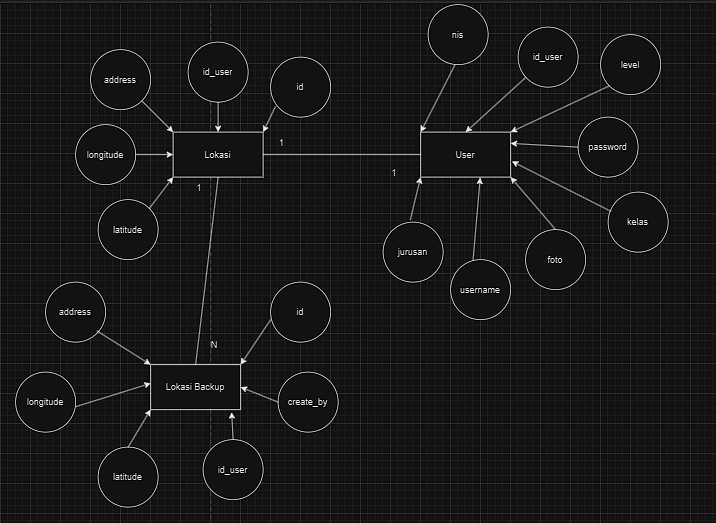 nis
id_user
level
address
id_user
id
password
longitude
Lokasi
1
User
1
1
kelas
latitude
jurusan
foto
username
address
id
N
Lokasi Backup
longitude
create_by
latitude
id_user